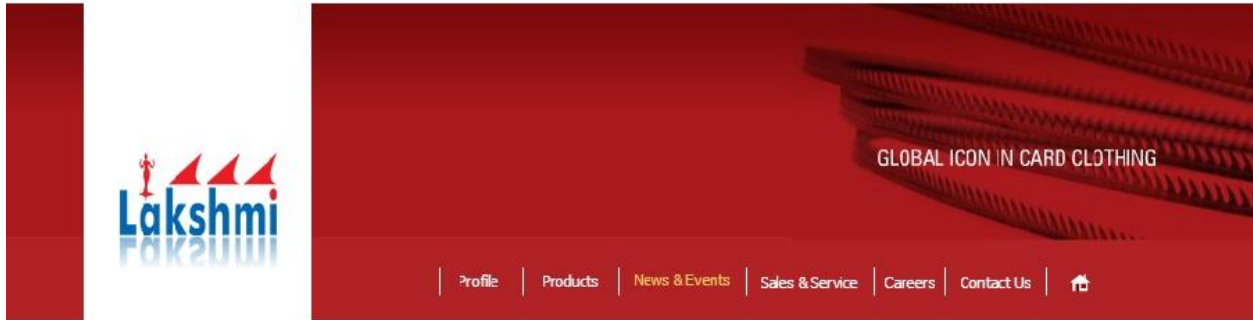 GLOBAL ICON IN CARD CLOTHING
Lakshmi
Profile Products News & Events Sales & Service Careers Contact Us